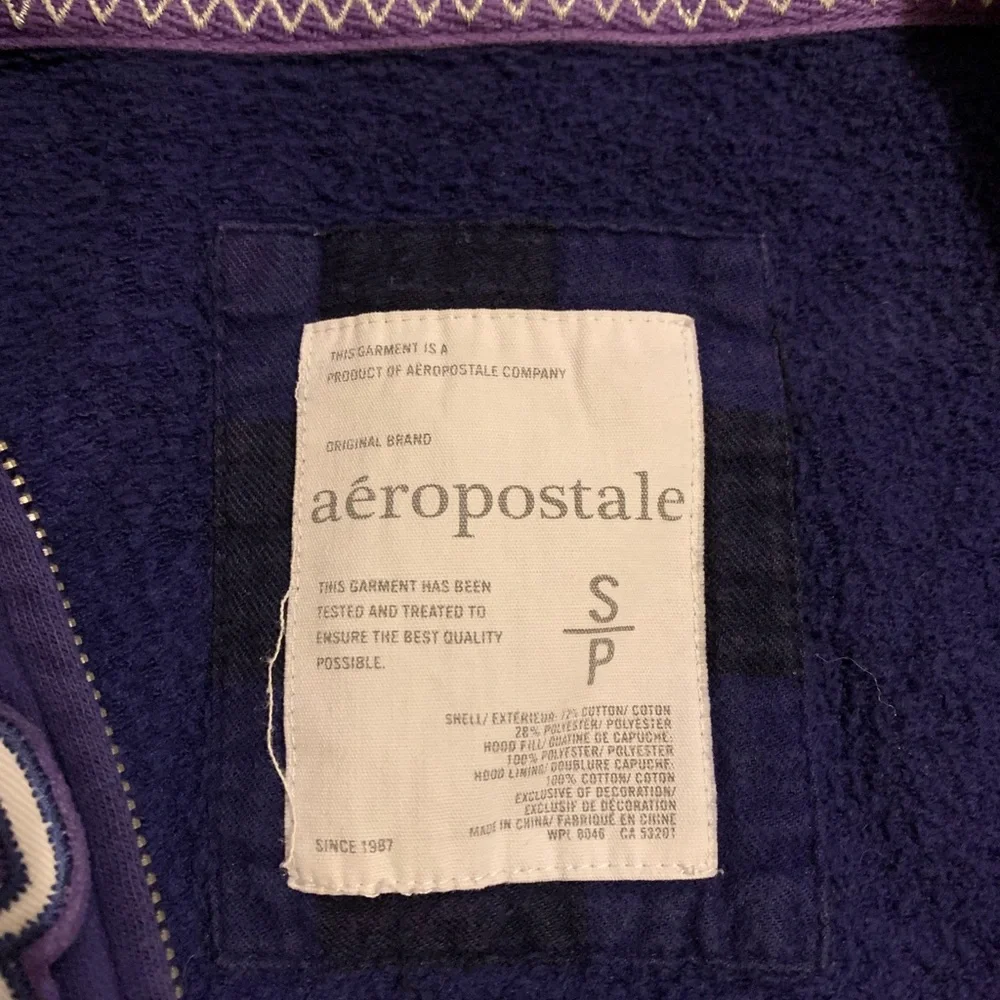 THIS GARMENT IS A
PRODUCT OF AÉROPOSTALE COMPANY
ORIGINAL BRAND
aéropostale
THIS GARMENT HAS BEEN
TESTED AND TREATED TO
ENSURE THE BEST QUALITY
POSSIBLE.
S
P
SHELL/ EXTÉRIEUR: 72% COTTON/ COTON
28% POLYESTER/ POLYESTER
HOOD FILL/ OUATINE DE CAPUCHE:
100% POLYESTER/ POLYESTER
HOOD LINING/ DOUBLURE CAPUCHE:
100% COTTON/ COTON
EXCLUSIVE OF DECORATION/
EXCLUSIF DE DÉCORATION
MADE IN CHINA/ FABRIQUÉ EN CHINE
WPL 8046 CA 53201
SINCE 1987